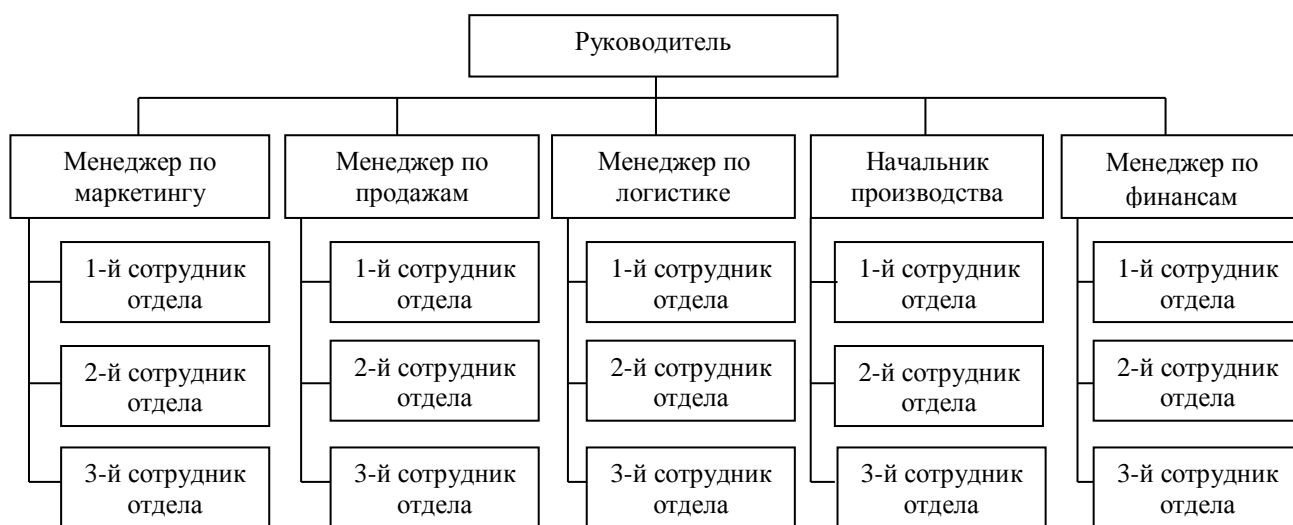 Руководитель
Менеджер по
маркетингу
Менеджер по
продажам
Менеджер по
логистике
Начальник
производства
Менеджер по
финансам
1-й сотрудник
отдела
1-й сотрудник
отдела
1-й сотрудник
отдела
1-й сотрудник
отдела
1-й сотрудник
отдела
2-й сотрудник
отдела
2-й сотрудник
отдела
2-й сотрудник
отдела
2-й сотрудник
отдела
2-й сотрудник
отдела
3-й сотрудник
отдела
3-й сотрудник
отдела
3-й сотрудник
отдела
3-й сотрудник
отдела
3-й сотрудник
отдела